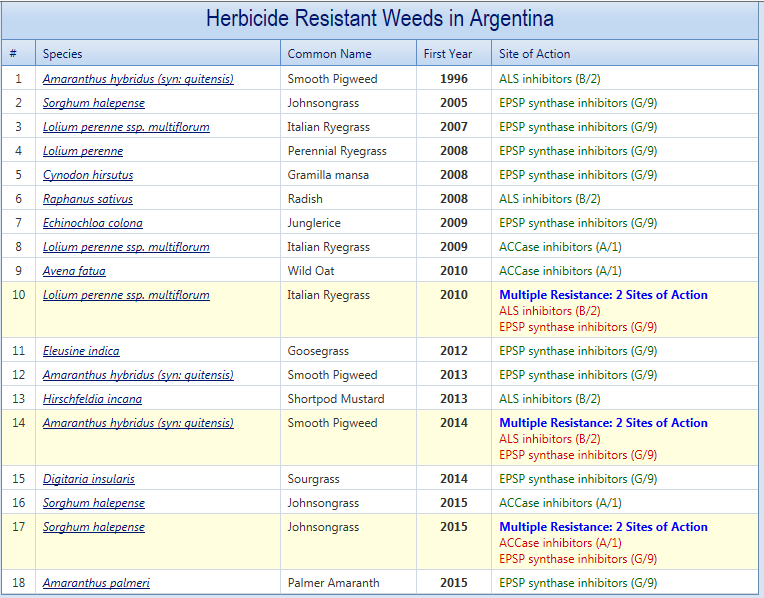 Herbicide Resistant Weeds in Argentina
# Species Common Name First Year Site of Action
1 Amaranthus hybridus (syn: quitensis) Smooth Pigweed 1996 ALS inhibitors (B/2)
2 Sorghum halepense Johnsongrass 2005 EPSP synthase inhibitors (G/9)
3 Lolium perenne ssp. multiflorum Italian Ryegrass 2007 EPSP synthase inhibitors (G/9)
4 Lolium perenne Perennial Ryegrass 2008 EPSP synthase inhibitors (G/9)
5 Cynodon hirsutus Gramilla mansa 2008 EPSP synthase inhibitors (G/9)
6 Raphanus sativus Radish 2008 ALS inhibitors (B/2)
7 Echinochloa colona Junglerice 2009 EPSP synthase inhibitors (G/9)
8 Lolium perenne ssp. multiflorum Italian Ryegrass 2009 ACCase inhibitors (A/1)
9 Avena fatua Wild Oat 2010 ACCase inhibitors (A/1)
10 Lolium perenne ssp. multiflorum Italian Ryegrass 2010 Multiple Resistance: 2 Sites of Action
ALS inhibitors (B/2)
EPSP synthase inhibitors (G/9)
11 Eleusine indica Goosegrass 2012 EPSP synthase inhibitors (G/9)
12 Amaranthus hybridus (syn: quitensis) Smooth Pigweed 2013 EPSP synthase inhibitors (G/9)
13 Hirschfeldia incana Shortpod Mustard 2013 ALS inhibitors (B/2)
14 Amaranthus hybridus (syn: quitensis) Smooth Pigweed 2014 Multiple Resistance: 2 Sites of Action
ALS inhibitors (B/2)
EPSP synthase inhibitors (G/9)
15 Digitaria insularis Sourgrass 2014 EPSP synthase inhibitors (G/9)
16 Sorghum halepense Johnsongrass 2015 ACCase inhibitors (A/1)
17 Sorghum halepense Johnsongrass 2015 Multiple Resistance: 2 Sites of Action
ACCase inhibitors (A/1)
EPSP synthase inhibitors (G/9)
18 Amaranthus palmeri Palmer Amaranth 2015 EPSP synthase inhibitors (G/9)